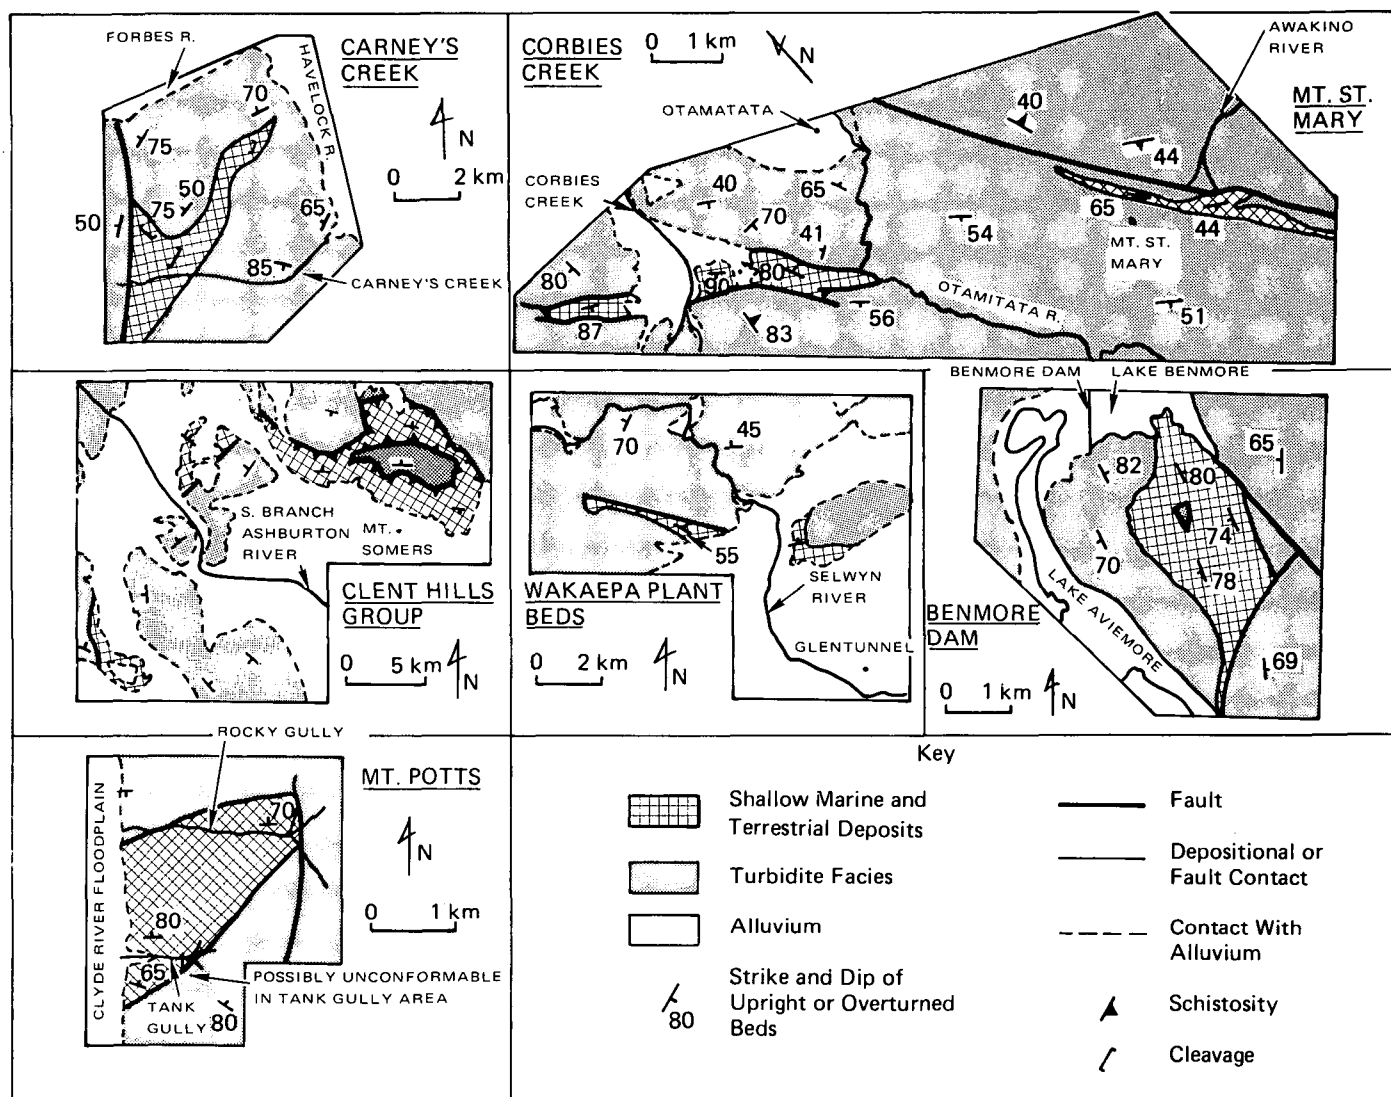 FORBES R.
CARNEY'S
CREEK
HAVELOCK R.
70
75
50
75
50
65
85
N
0 2 km
CARNEY'S CREEK
CORBIES
CREEK
0 1 km
N
OTAMATATA
AWAKINO
RIVER
MT. ST.
MARY
40
44
CORBIES
CREEK
40
65
70
41
65
44
54
MT. ST.
MARY
80
90
80
87
83
56
OTAMITATA R.
51
S. BRANCH
ASHBURTON
RIVER
MT.
SOMERS
CLENT HILLS
GROUP
0 5 km
N
70
45
55
WAKAEPA PLANT
BEDS
SELWYN
RIVER
GLENTUNNEL
0 2 km
N
BENMORE DAM
LAKE BENMORE
82
80
65
74
70
78
LAKE AVIEMORE
69
BENMORE
DAM
0 1 km
N
ROCKY GULLY
MT. POTTS
CLYDE RIVER FLOODPLAIN
70
N
0 1 km
80
65
POSSIBLY UNCONFORMABLE
IN TANK GULLY AREA
TANK
GULLY
80
Key
Shallow Marine and
Terrestrial Deposits
Turbidite Facies
Alluvium
80
Strike and Dip of
Upright or Overturned
Beds
Fault
Depositional or
Fault Contact
Contact With
Alluvium
Schistosity
Cleavage